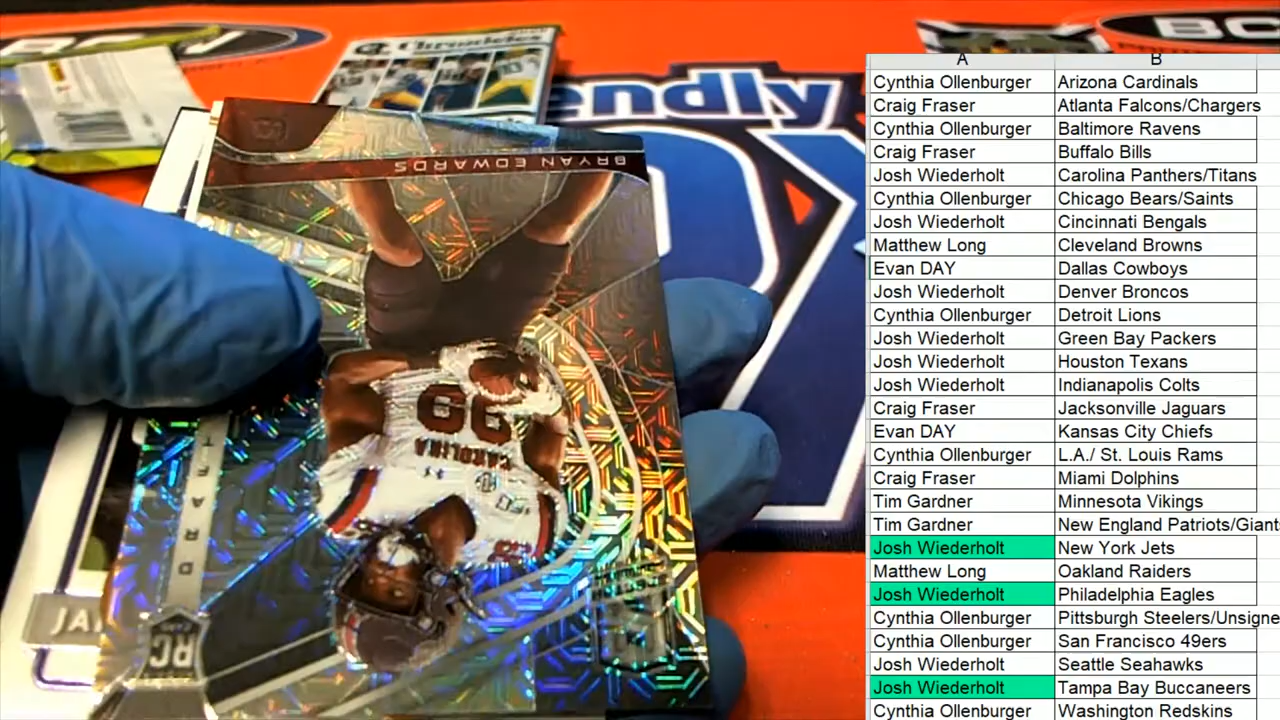 Chronicles
endly
BC
BRYAN EDWARDS
89
CAROLINA
DRAFT
RC
JA
A B
Cynthia Ollenburger Arizona Cardinals
Craig Fraser Atlanta Falcons/Chargers
Cynthia Ollenburger Baltimore Ravens
Craig Fraser Buffalo Bills
Josh Wiederholt Carolina Panthers/Titans
Cynthia Ollenburger Chicago Bears/Saints
Josh Wiederholt Cincinnati Bengals
Matthew Long Cleveland Browns
Evan DAY Dallas Cowboys
Josh Wiederholt Denver Broncos
Cynthia Ollenburger Detroit Lions
Josh Wiederholt Green Bay Packers
Josh Wiederholt Houston Texans
Josh Wiederholt Indianapolis Colts
Craig Fraser Jacksonville Jaguars
Evan DAY Kansas City Chiefs
Cynthia Ollenburger L.A./ St. Louis Rams
Craig Fraser Miami Dolphins
Tim Gardner Minnesota Vikings
Tim Gardner New England Patriots/Giants
Josh Wiederholt New York Jets
Matthew Long Oakland Raiders
Josh Wiederholt Philadelphia Eagles
Cynthia Ollenburger Pittsburgh Steelers/Unsigne
Cynthia Ollenburger San Francisco 49ers
Josh Wiederholt Seattle Seahawks
Josh Wiederholt Tampa Bay Buccaneers
Cynthia Ollenburger Washington Redskins